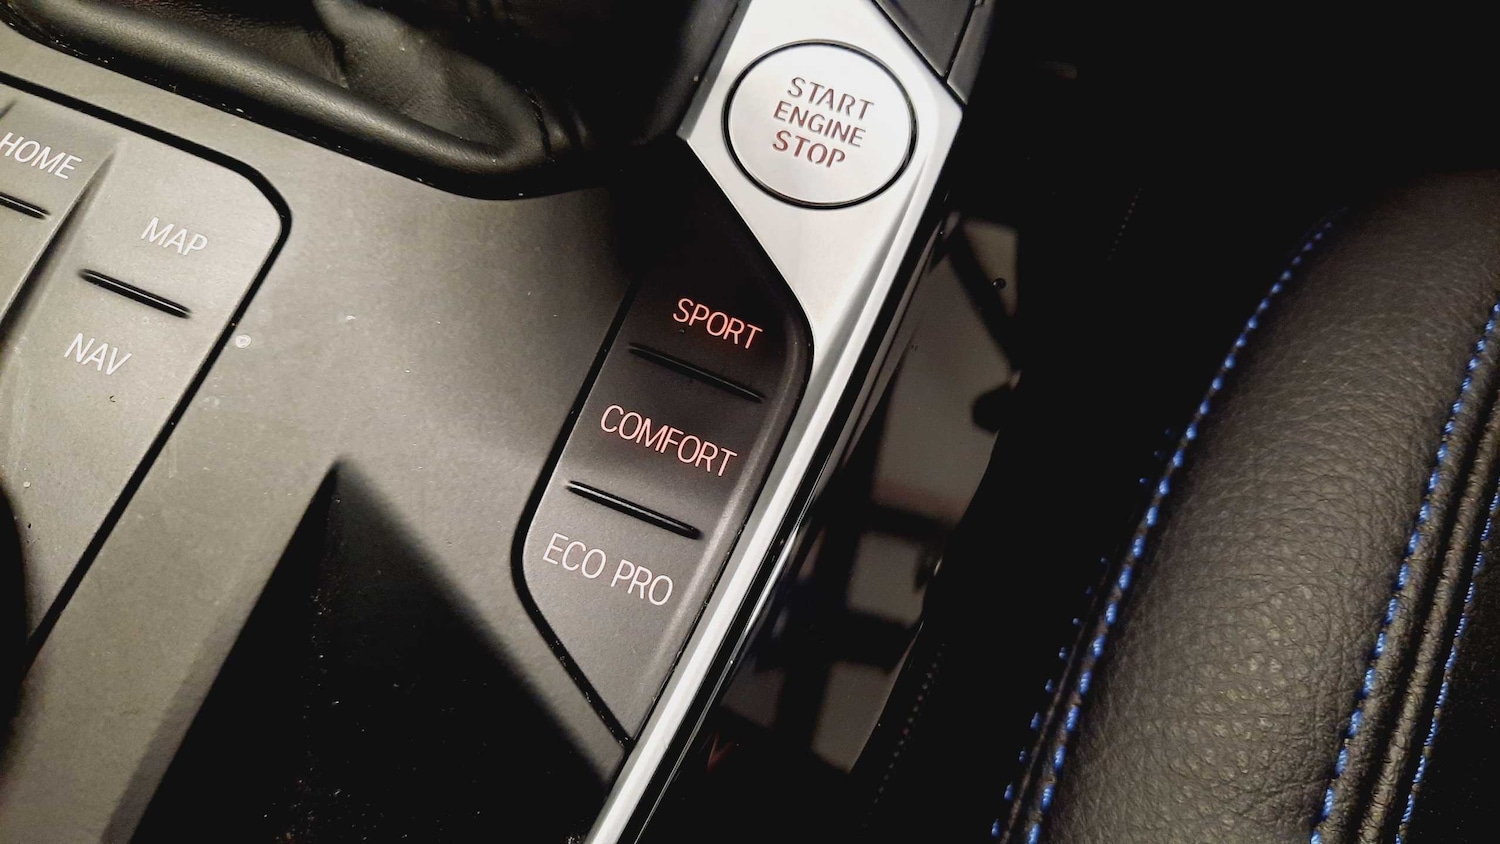 START
ENGINE
STOP
HOME
MAP
NAV
SPORT
COMFORT
ECO PRO